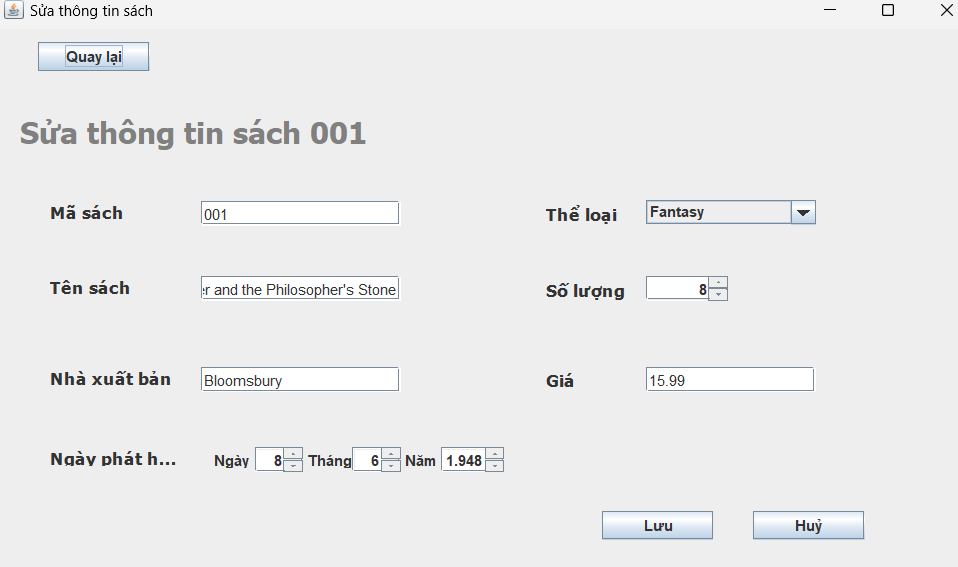 Sửa thông tin sách
Quay lại
Sửa thông tin sách 001
Mã sách 001 Thể loại Fantasy
Tên sách r and the Philosopher's Stone Số lượng 8
Nhà xuất bản Bloomsbury Giá 15.99
Ngày phát h... Ngày 8 Tháng 6 Năm 1.948
Lưu Huỷ